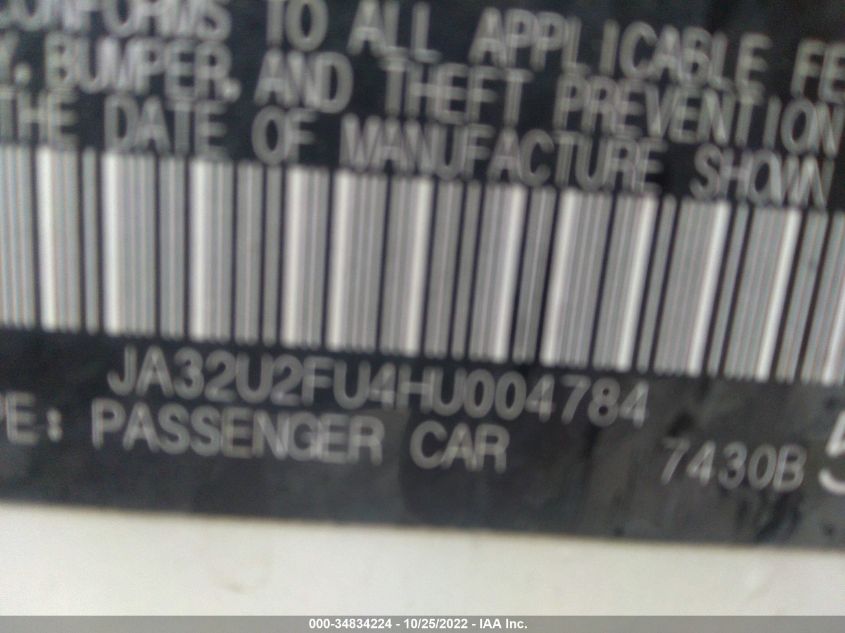 CONFORMS TO ALL APPLICABLE FE
Y, BUMPER, AND THEFT PREVENTION
THE DATE OF MANUFACTURE SHOWN
JA32U2FU4HU004784
PE: PASSENGER CAR
7430B 5
000-34834224 - 10/25/2022 - IAA Inc.